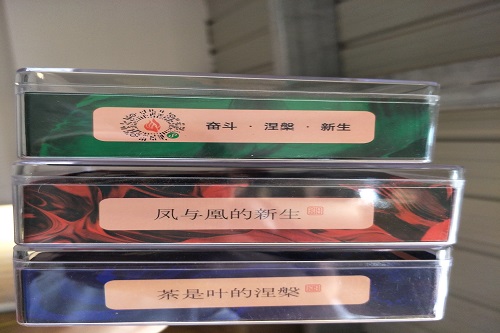 奋斗 · 涅槃 · 新生
凤与凰的新生
茶是叶的涅槃